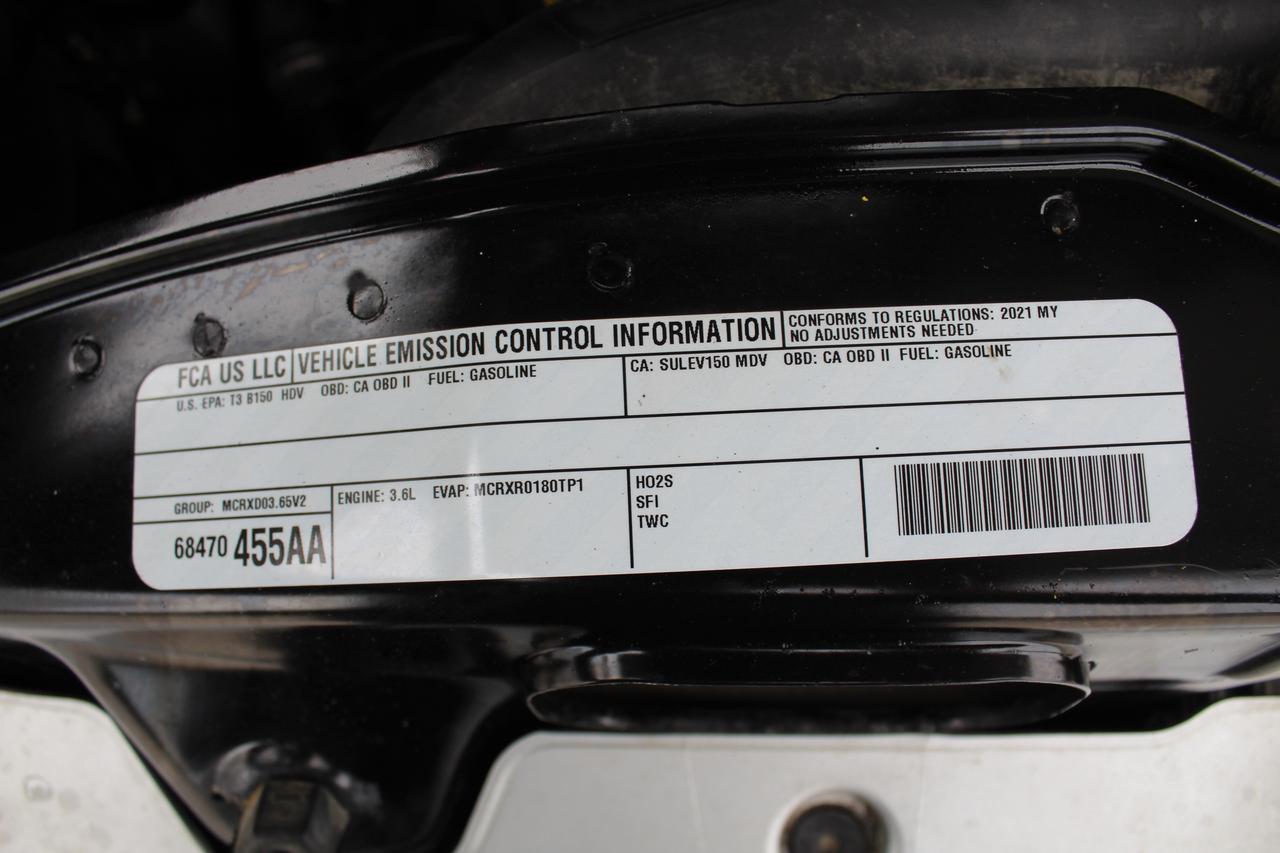 FCA US LLC VEHICLE EMISSION CONTROL INFORMATION
CONFORMS TO REGULATIONS: 2021 MY
NO ADJUSTMENTS NEEDED
U.S. EPA: T3 B150 HDV OBD: CA OBD II FUEL: GASOLINE
CA: SULEV150 MDV OBD: CA OBD II FUEL: GASOLINE
GROUP: MCRXD03.65V2
68470 455AA
ENGINE: 3.6L EVAP: MCRXR0180TP1
HO2S
SFI
TWC